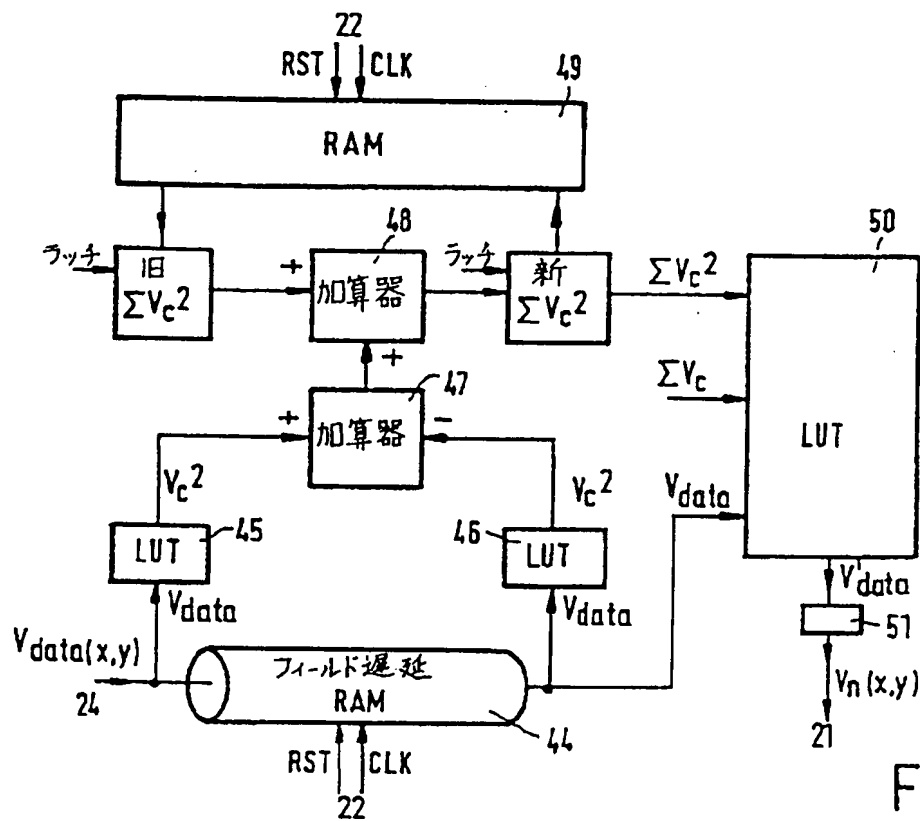 22
RST CLK
49
RAM
48
50
ラッチ
旧
ΣVc²
+
加算器
ラッチ
新
ΣVc²
ΣVc²
+
47
ΣVc
+
加算器
−
LUT
Vc²
Vc²
Vdata
LUT
45
46
LUT
Vdata
Vdata
V'data
51
Vdata(x,y)
24
フィールド遅延
RAM
44
Vn(x,y)
21
RST CLK
22
F